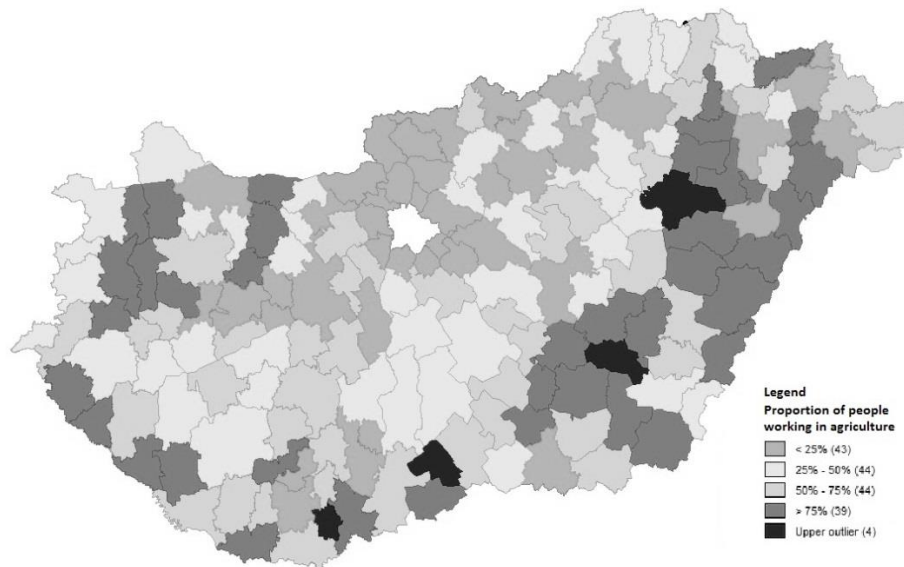 Legend
Proportion of people
working in agriculture
< 25% (43)
25% - 50% (44)
50% - 75% (44)
> 75% (39)
Upper outlier (4)